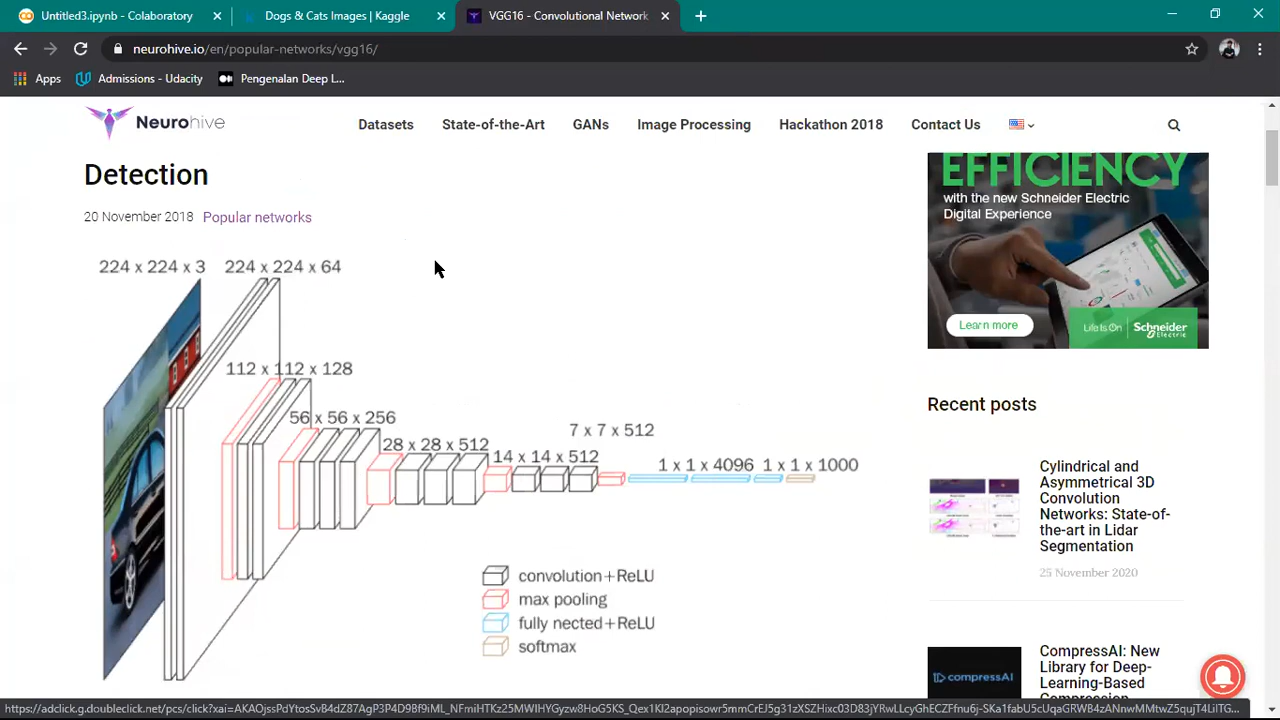 Untitled3.ipynb - Colaboratory
Dogs & Cats Images | Kaggle
VGG16 - Convolutional Network
neurohive.io/en/popular-networks/vgg16/
Apps
Admissions - Udacity
Pengenalan Deep L...
Neurohive
Datasets
State-of-the-Art
GANs
Image Processing
Hackathon 2018
Contact Us
Detection
20 November 2018 Popular networks
224 x 224 x 3
224 x 224 x 64
112 x 112 x 128
56 x 56 x 256
28 x 28 x 512
14 x 14 x 512
7 x 7 x 512
1 x 1 x 4096
1 x 1 x 1000
convolution+ReLU
max pooling
fully nected+ReLU
softmax
EFFICIENCY
with the new Schneider Electric
Digital Experience
Learn more
Life Is On
Schneider
Electric
Recent posts
Cylindrical and
Asymmetrical 3D
Convolution
Networks: State-of-
the-art in Lidar
Segmentation
25 November 2020
compressAI
CompressAI: New
Library for Deep-
Learning-Based
Compression